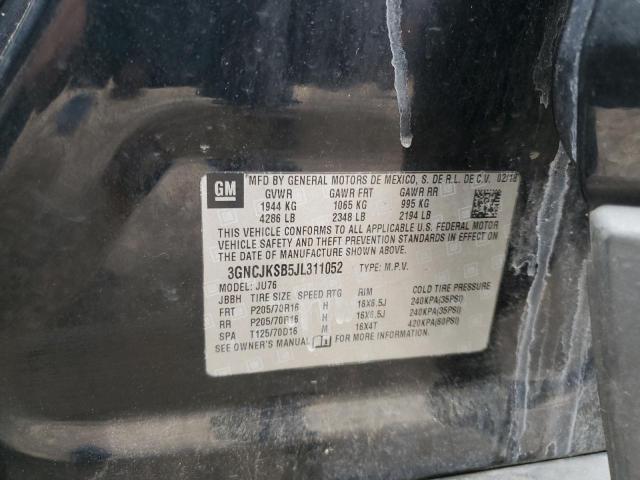 GM
MFD BY GENERAL MOTORS DE MEXICO, S. DE R.L. DE C.V. 02/18
GVWR GAWR FRT GAWR RR
1944 KG 1065 KG 995 KG
4286 LB 2348 LB 2194 LB
THIS VEHICLE CONFORMS TO ALL APPLICABLE U.S. FEDERAL MOTOR
VEHICLE SAFETY AND THEFT PREVENTION STANDARDS IN EFFECT ON
THE DATE OF MANUFACTURE SHOWN ABOVE.
3GNCJKSB5JL311052 TYPE: M.P.V.
MODEL: JU76
JBBH TIRE SIZE SPEED RTG RIM COLD TIRE PRESSURE
FRT P205/70R16 H 16X6.5J 240KPA(35PSI)
RR P205/70R16 H 16X6.5J 240KPA(35PSI)
SPA T125/70D16 M 16X4T 420KPA(60PSI)
SEE OWNER'S MANUAL FOR MORE INFORMATION.